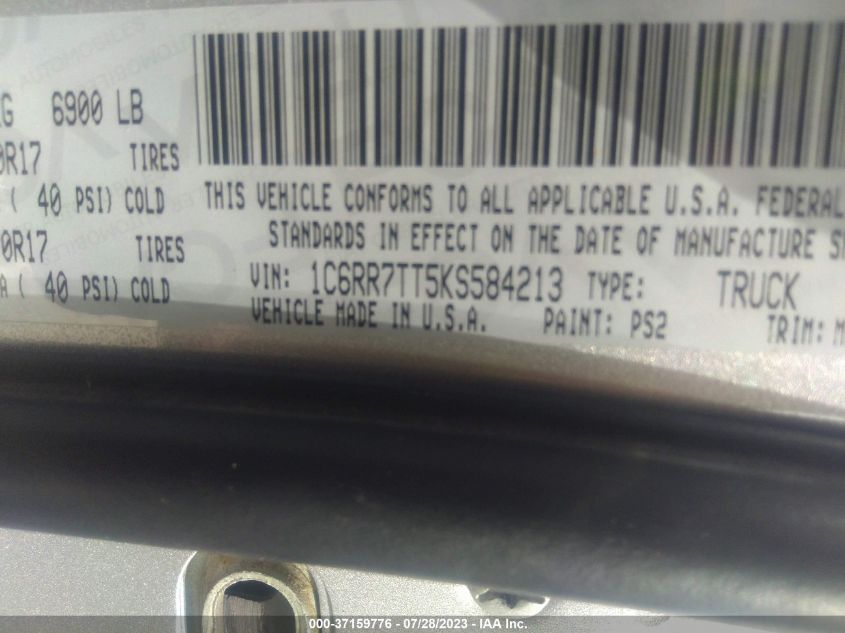 G 6900 LB
0R17 TIRES
( 40 PSI) COLD
0R17 TIRES
A ( 40 PSI) COLD
THIS VEHICLE CONFORMS TO ALL APPLICABLE U.S.A. FEDERAL
STANDARDS IN EFFECT ON THE DATE OF MANUFACTURE
VIN: 1C6RR7TT5KS584213 TYPE: TRUCK
VEHICLE MADE IN U.S.A. PAINT: PS2 TRIM: M
000-37159776 / 07/28/2023 - IAA Inc.